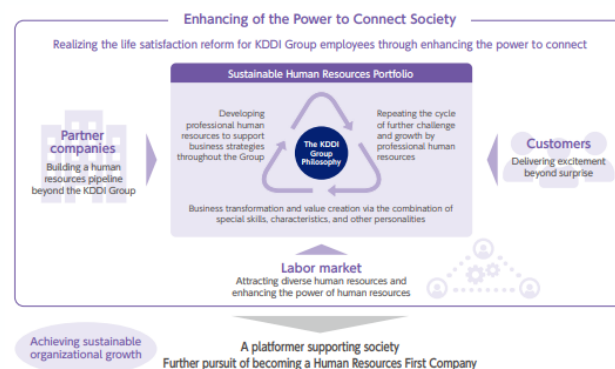 Enhancing of the Power to Connect Society
Realizing the life satisfaction reform for KDDI Group employees through enhancing the power to connect
Sustainable Human Resources Portfolio
Developing
professional human
resources to support
business strategies
throughout the Group
The KDDI
Group
Philosophy
Repeating the cycle
of further challenge
and growth by
professional human
resources
Business transformation and value creation via the combination of
special skills, characteristics, and other personalities
Partner
companies
Building a human
resources pipeline
beyond the KDDI Group
Customers
Delivering excitement
beyond surprise
Labor market
Attracting diverse human resources and
enhancing the power of human resources
Achieving sustainable
organizational growth
A platformer supporting society
Further pursuit of becoming a Human Resources First Company